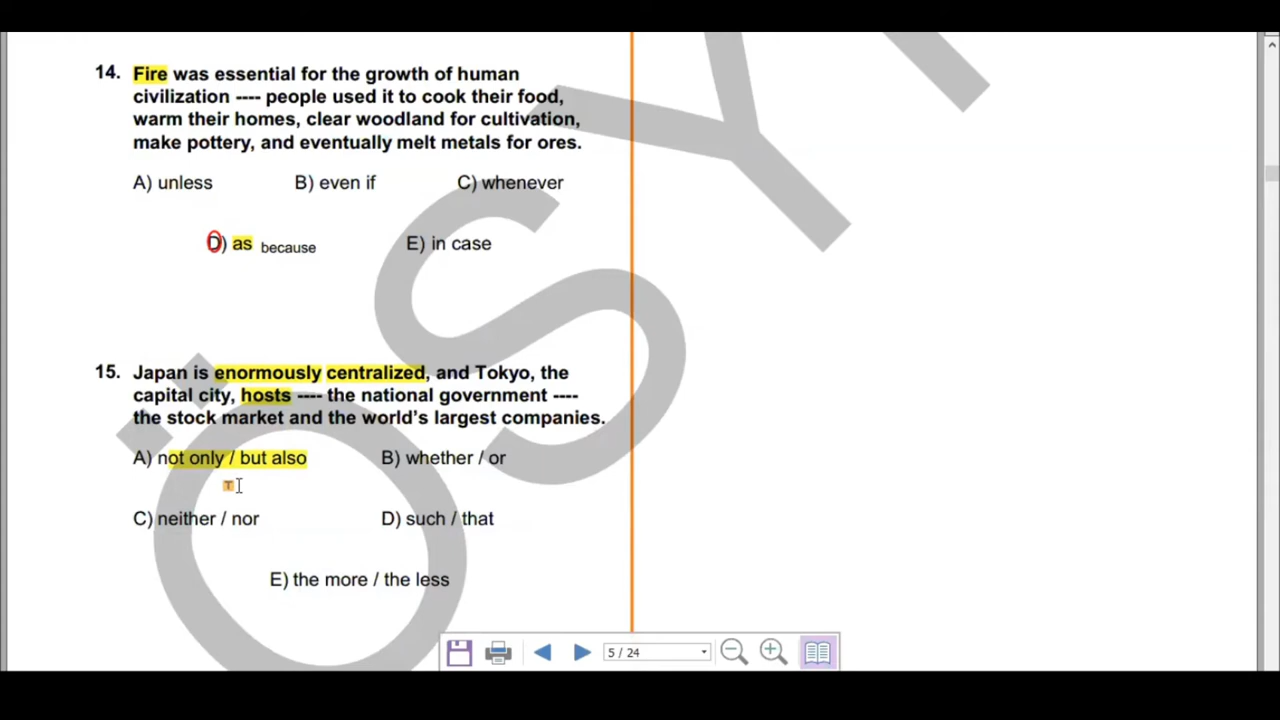 14. Fire was essential for the growth of human
civilization ---- people used it to cook their food,
warm their homes, clear woodland for cultivation,
make pottery, and eventually melt metals for ores.
A) unless B) even if C) whenever
D) as because E) in case
15. Japan is enormously centralized, and Tokyo, the
capital city, hosts ---- the national government ----
the stock market and the world's largest companies.
A) not only / but also B) whether / or
T
C) neither / nor D) such / that
E) the more / the less
5 / 24
ÖSY